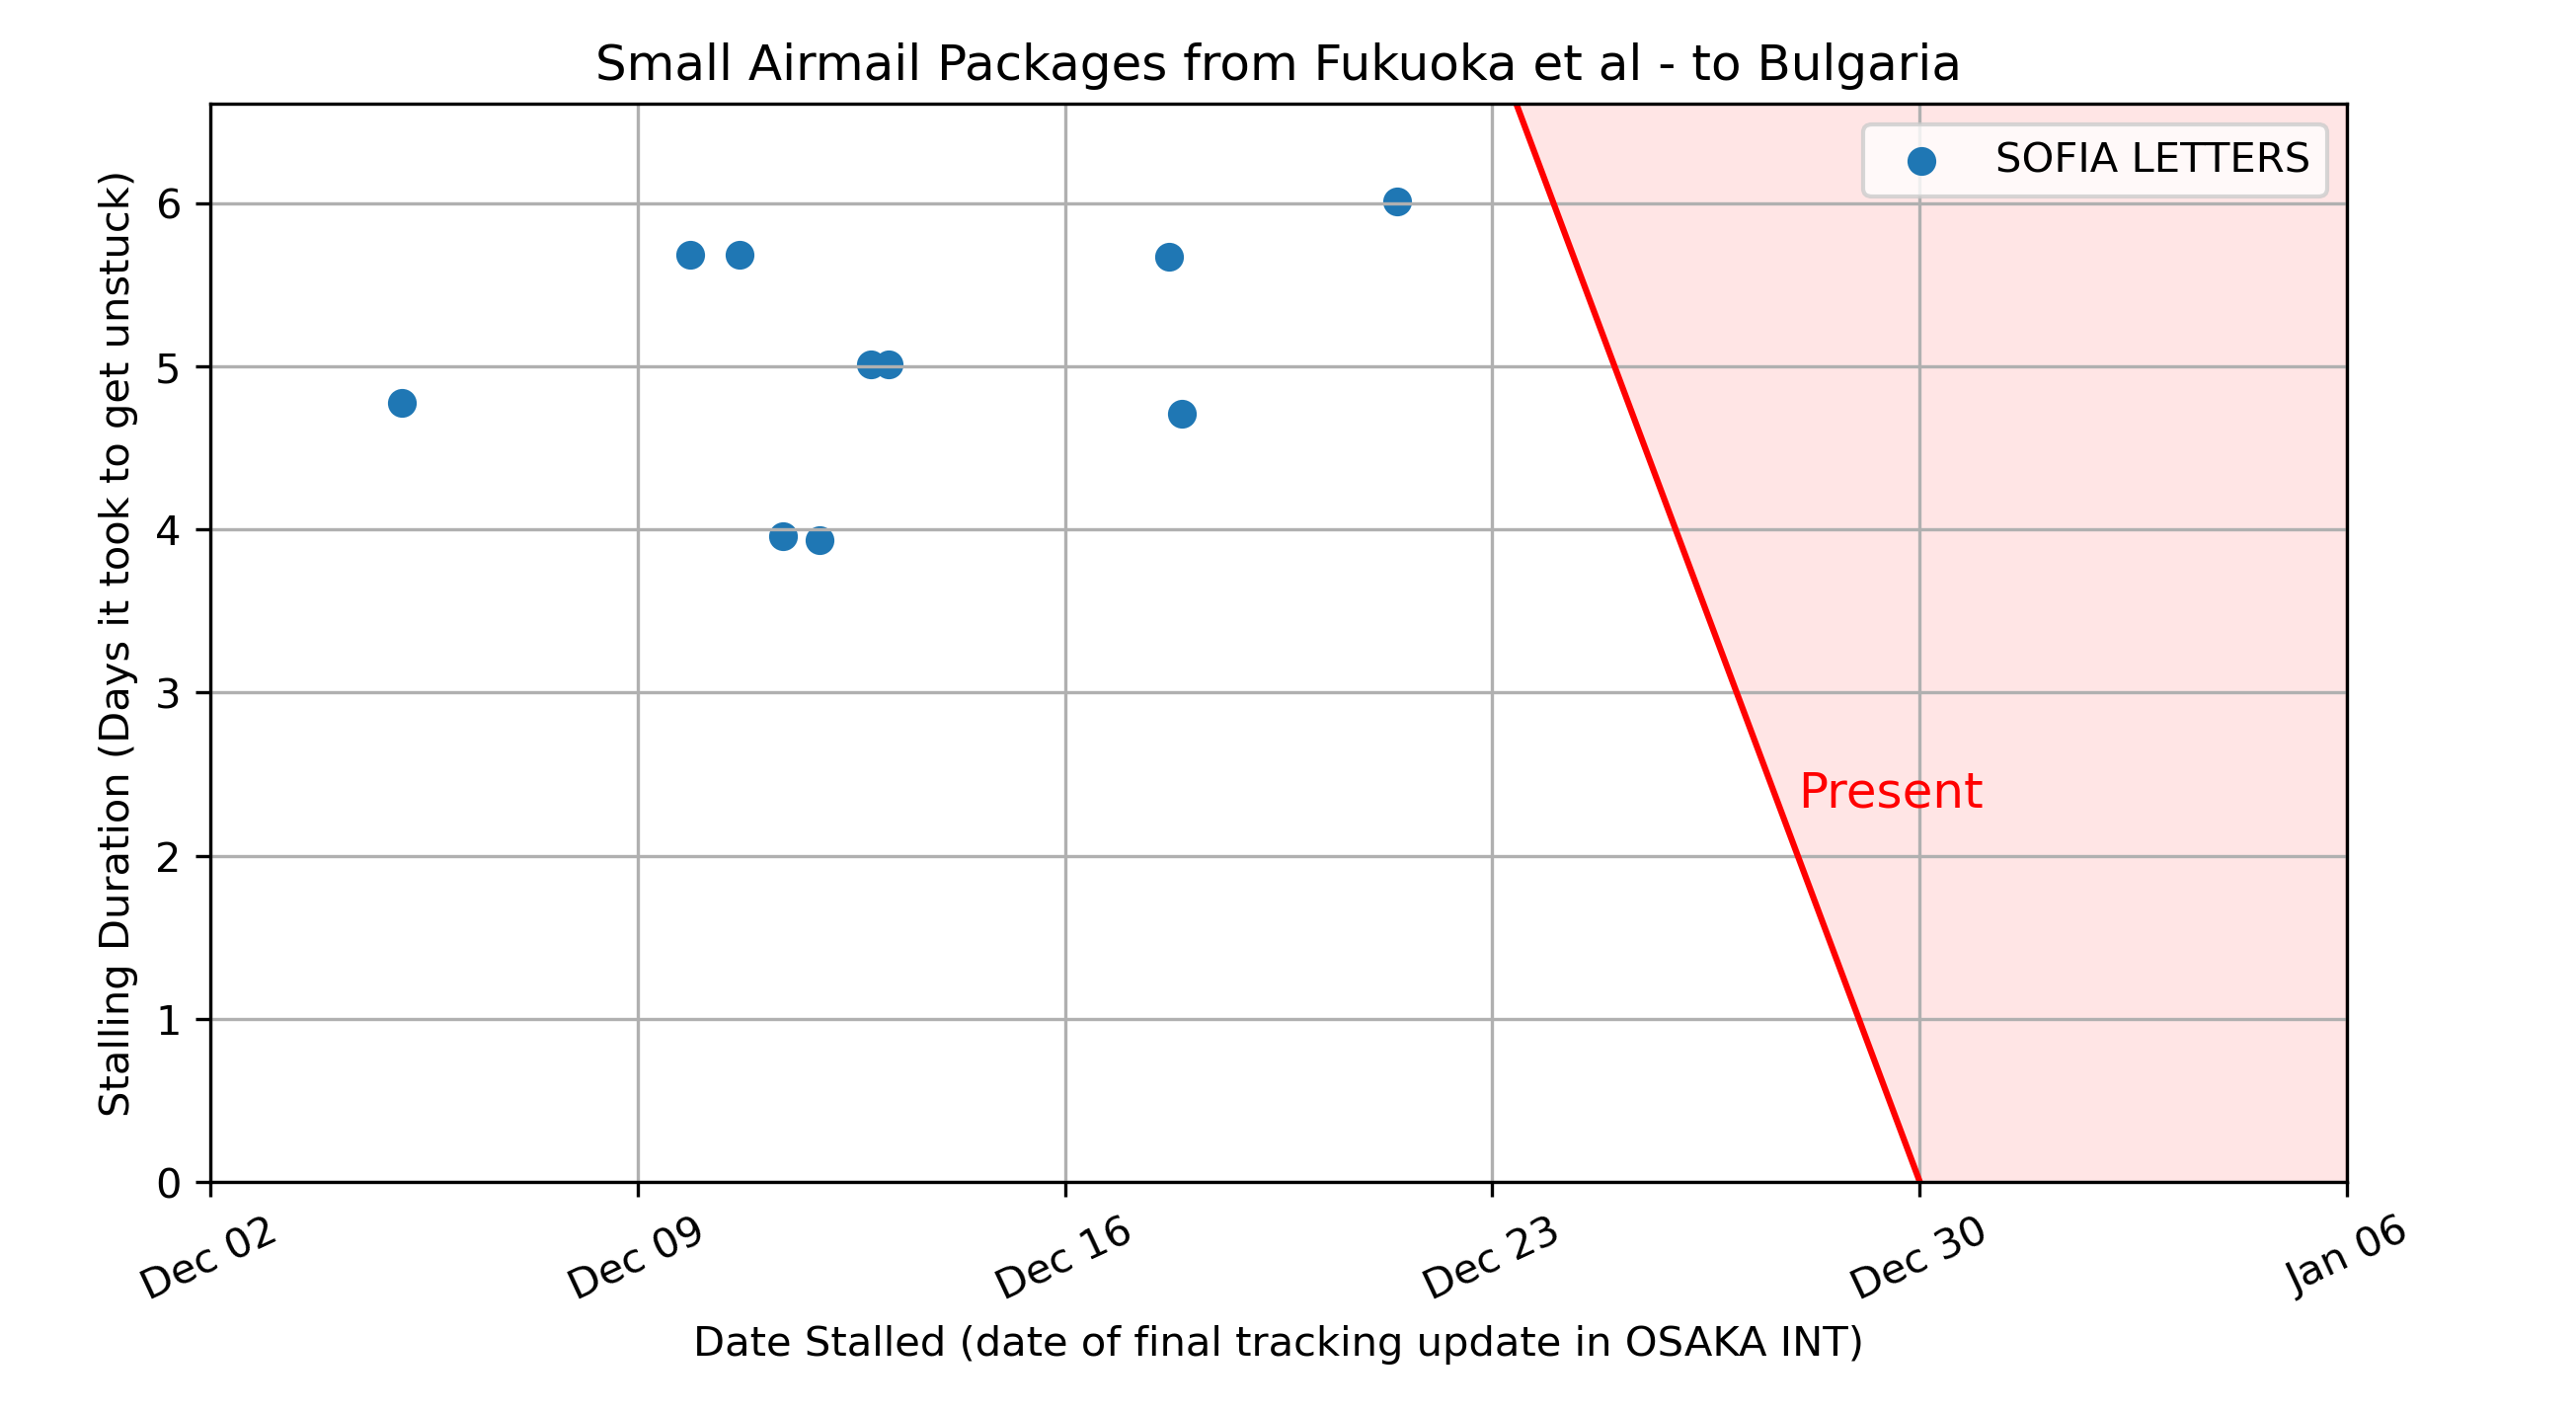 Small Airmail Packages from Fukuoka et al - to Bulgaria
SOFIA LETTERS
Stalling Duration (Days it took to get unstuck)
6
5
4
3
2
1
0
Present
Dec 02
Dec 09
Dec 16
Dec 23
Dec 30
Jan 06
Date Stalled (date of final tracking update in OSAKA INT)